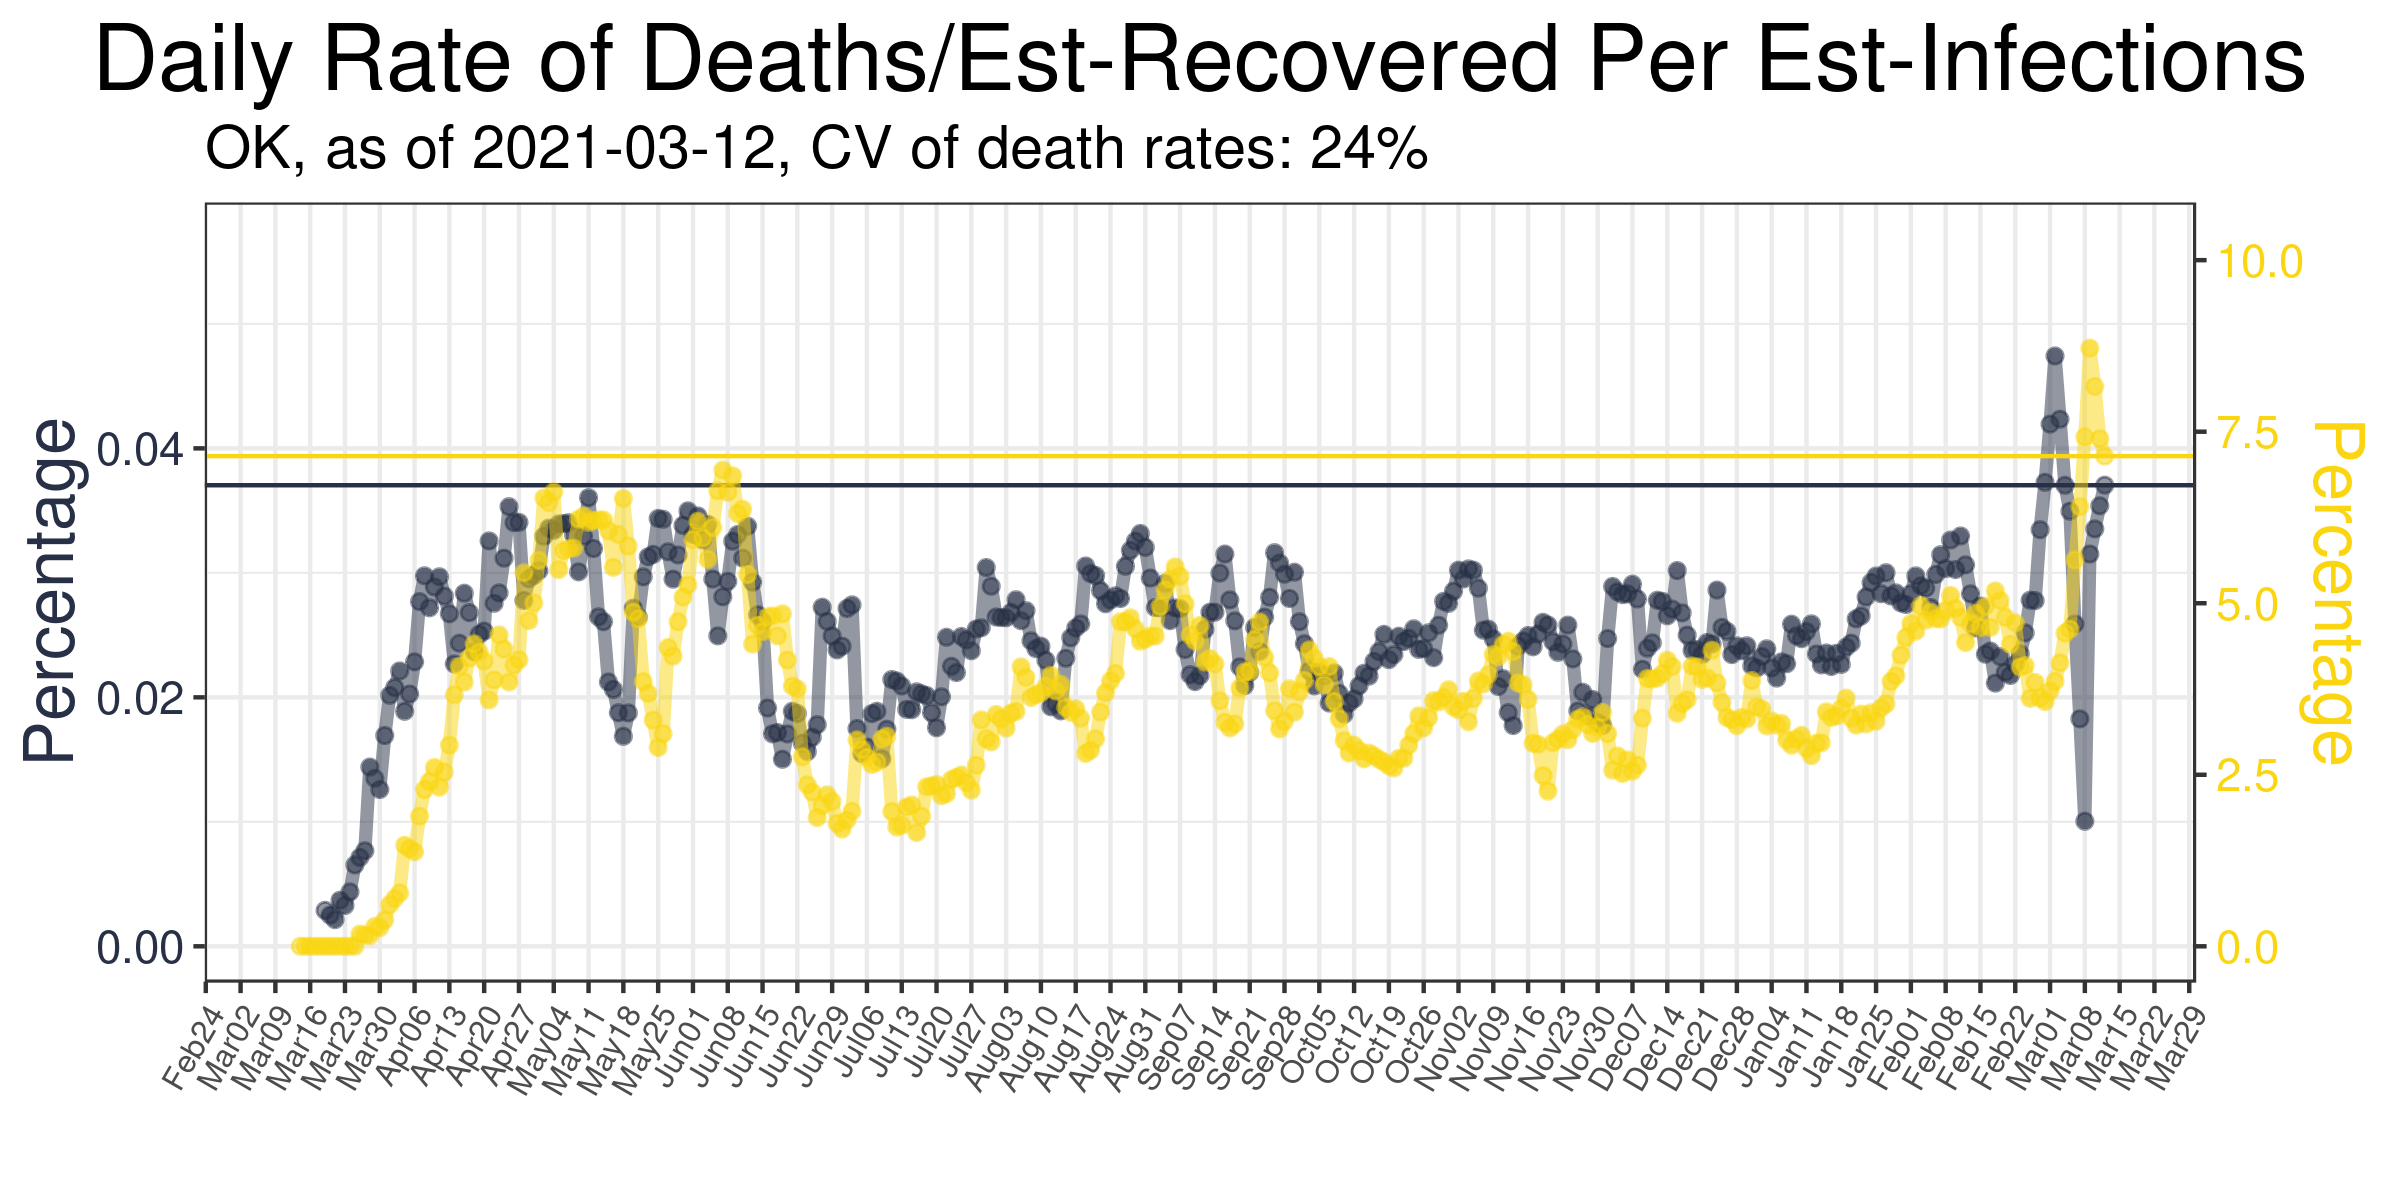 Daily Rate of Deaths/Est-Recovered Per Est-Infections
OK, as of 2021-03-12, CV of death rates: 24%
Percentage
0.04
0.02
0.00
10.0
7.5
5.0
2.5
0.0
Percentage
Feb24
Mar02
Mar09
Mar16
Mar23
Mar30
Apr06
Apr13
Apr20
Apr27
May04
May11
May18
May25
Jun01
Jun08
Jun15
Jun22
Jun29
Jul06
Jul13
Jul20
Jul27
Aug03
Aug10
Aug17
Aug24
Aug31
Sep07
Sep14
Sep21
Sep28
Oct05
Oct12
Oct19
Oct26
Nov02
Nov09
Nov16
Nov23
Nov30
Dec07
Dec14
Dec21
Dec28
Jan04
Jan11
Jan18
Jan25
Feb01
Feb08
Feb15
Feb22
Mar01
Mar08
Mar15
Mar22
Mar29